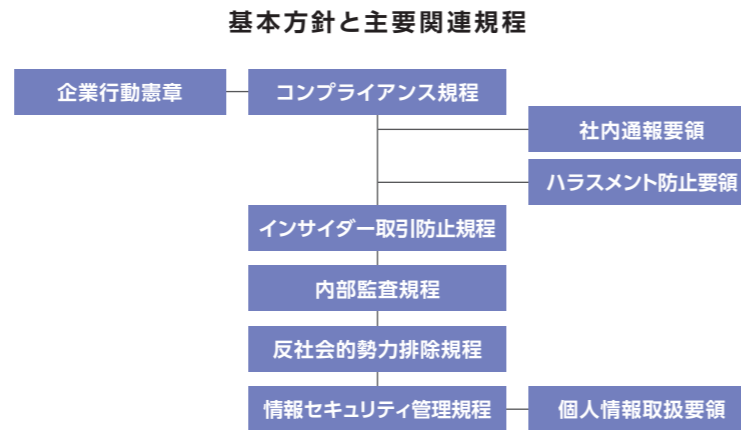 基本方針と主要関連規程
企業行動憲章
コンプライアンス規程
社内通報要領
ハラスメント防止要領
インサイダー取引防止規程
内部監査規程
反社会的勢力排除規程
情報セキュリティ管理規程
個人情報取扱要領